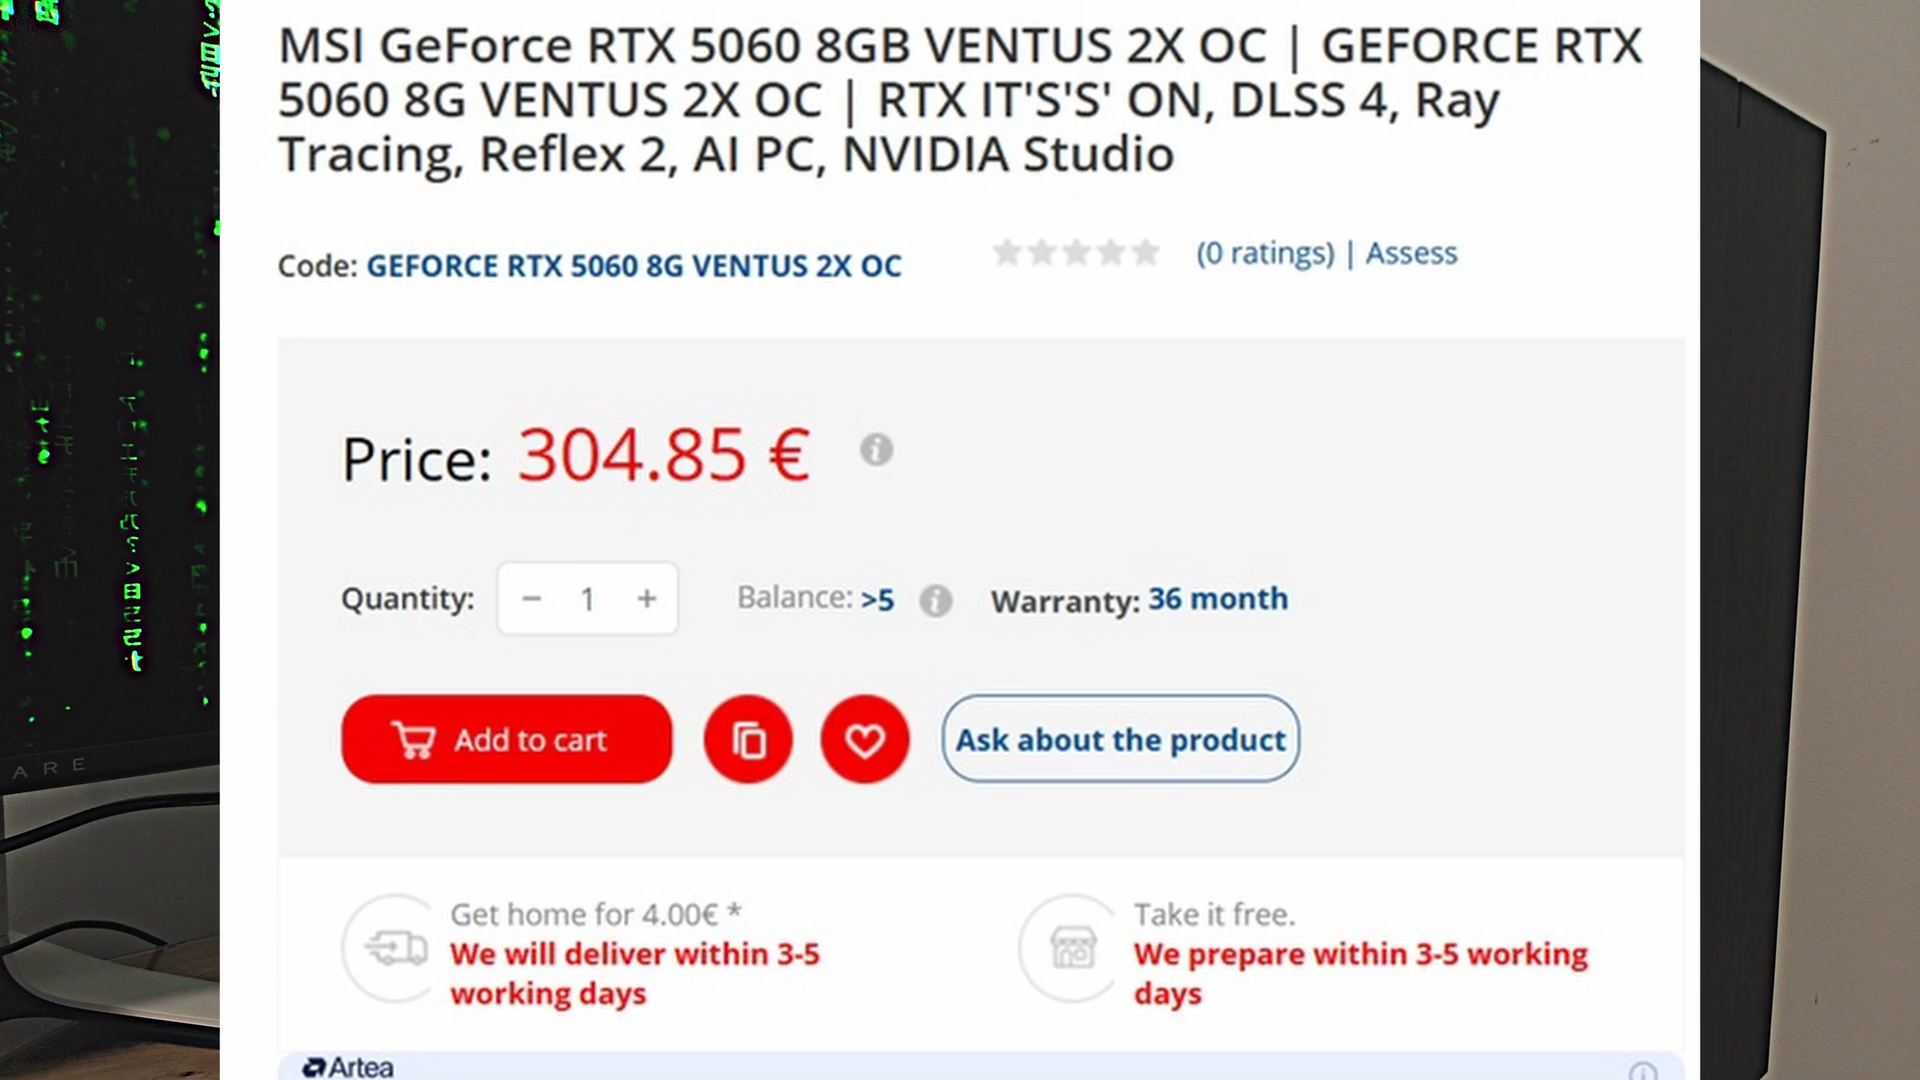 MSI GeForce RTX 5060 8GB VENTUS 2X OC | GEFORCE RTX
5060 8G VENTUS 2X OC | RTX IT'S'S' ON, DLSS 4, Ray
Tracing, Reflex 2, AI PC, NVIDIA Studio
Code: GEFORCE RTX 5060 8G VENTUS 2X OC
(0 ratings) | Assess
Price: 304.85 €
Quantity: − 1 + Balance: >5 Warranty: 36 month
Add to cart
Ask about the product
Get home for 4.00€ *
We will deliver within 3-5
working days
Take it free.
We prepare within 3-5 working
days
Artea
ARE